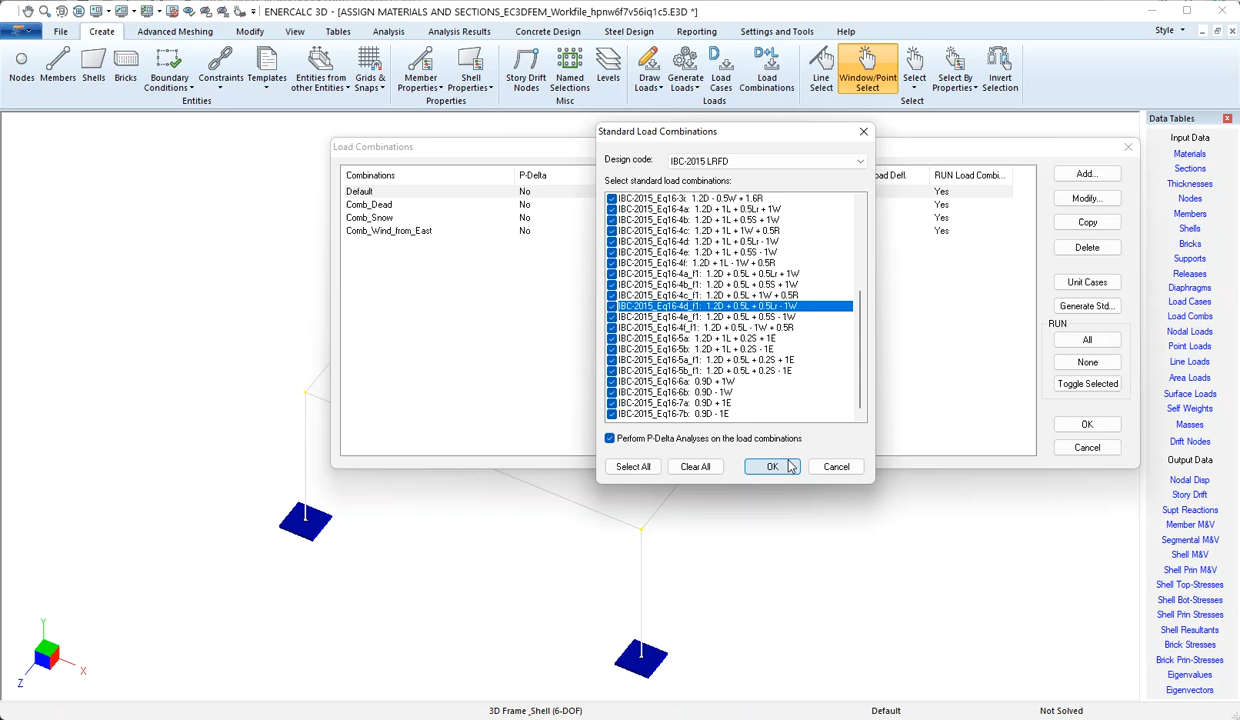 ENERCALC 3D - [ASSIGN MATERIALS AND SECTIONS_EC3DFEM_Workfile_hpnw6f7v56iq1c5.E3D *]
File Create Advanced Meshing Modify View Tables Analysis Analysis Results Concrete Design Steel Design Reporting Settings and Tools Help Style
Nodes Members Shells Bricks Boundary Conditions Constraints Templates Entities from other Entities Grids & Snaps Member Properties Shell Properties Story Drift Nodes Named Selections Levels Draw Loads Generate Loads Load Cases Load Combinations Line Select Window/Point Select Select Select By Properties Invert Selection
Entities Properties Misc Loads Select
Load Combinations
Combinations P-Delta oad Defl. RUN Load Combi...
Default No Yes
Comb_Dead No Yes
Comb_Snow No Yes
Comb_Wind_from_East No Yes
Add...
Modify...
Copy
Delete
Unit Cases
Generate Std...
RUN
All
None
Toggle Selected
OK
Cancel
Standard Load Combinations
Design code: IBC-2015 LRFD
Select standard load combinations:
IBC-2015_Eq16-3i: 1.2D - 0.5W + 1.6R
IBC-2015_Eq16-4a: 1.2D + 1L + 0.5Lr + 1W
IBC-2015_Eq16-4b: 1.2D + 1L + 0.5S + 1W
IBC-2015_Eq16-4c: 1.2D + 1L + 1W + 0.5R
IBC-2015_Eq16-4d: 1.2D + 1L + 0.5Lr - 1W
IBC-2015_Eq16-4e: 1.2D + 1L + 0.5S - 1W
IBC-2015_Eq16-4f: 1.2D + 1L - 1W + 0.5R
IBC-2015_Eq16-4a_f1: 1.2D + 0.5L + 0.5Lr + 1W
IBC-2015_Eq16-4b_f1: 1.2D + 0.5L + 0.5S + 1W
IBC-2015_Eq16-4c_f1: 1.2D + 0.5L + 1W + 0.5R
IBC-2015_Eq16-4d_f1: 1.2D + 0.5L + 0.5Lr - 1W
IBC-2015_Eq16-4e_f1: 1.2D + 0.5L + 0.5S - 1W
IBC-2015_Eq16-4f_f1: 1.2D + 0.5L - 1W + 0.5R
IBC-2015_Eq16-5a: 1.2D + 1L + 0.2S + 1E
IBC-2015_Eq16-5b: 1.2D + 1L + 0.2S - 1E
IBC-2015_Eq16-5a_f1: 1.2D + 0.5L + 0.2S + 1E
IBC-2015_Eq16-5b_f1: 1.2D + 0.5L + 0.2S - 1E
IBC-2015_Eq16-6a: 0.9D + 1W
IBC-2015_Eq16-6b: 0.9D - 1W
IBC-2015_Eq16-7a: 0.9D + 1E
IBC-2015_Eq16-7b: 0.9D - 1E
Perform P-Delta Analyses on the load combinations
Select All Clear All OK Cancel
Data Tables
Input Data
Materials
Sections
Thicknesses
Nodes
Members
Shells
Bricks
Supports
Releases
Diaphragms
Load Cases
Load Combs
Nodal Loads
Point Loads
Line Loads
Area Loads
Surface Loads
Self Weights
Masses
Drift Nodes
Output Data
Nodal Disp
Story Drift
Supt Reactions
Member M&V
Segmental M&V
Shell M&V
Shell Prin M&V
Shell Top-Stresses
Shell Bot-Stresses
Shell Prin Stresses
Shell Resultants
Brick Stresses
Brick Prin-Stresses
Eigenvalues
Eigenvectors
Y
X
Z
3D Frame_Shell (6-DOF) Default Not Solved